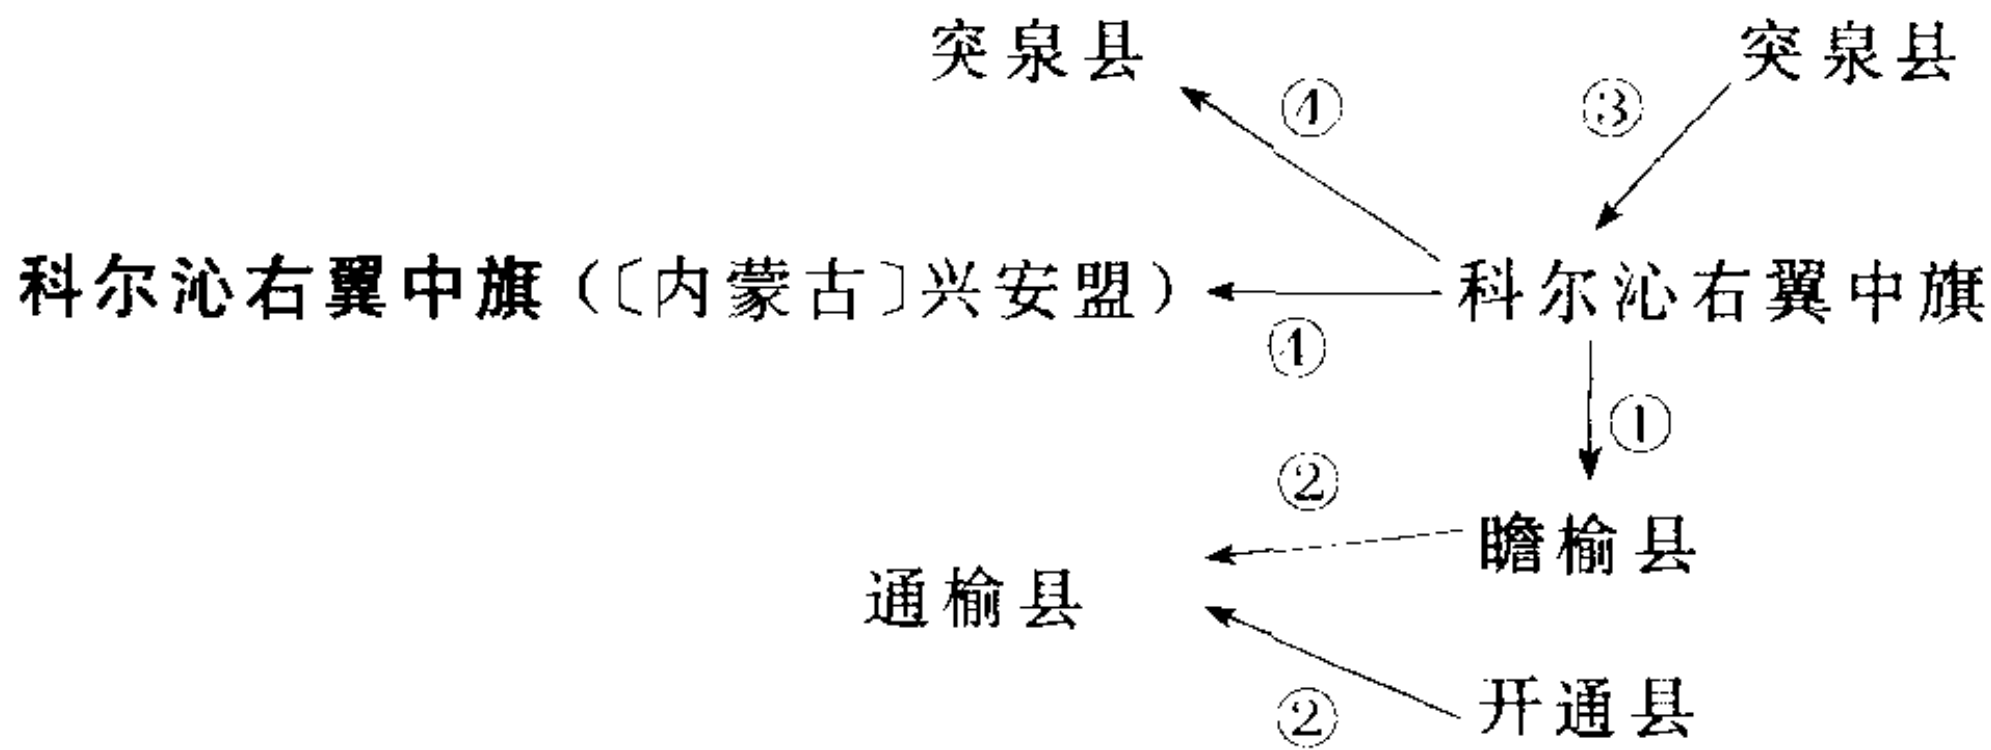 突泉县 突泉县
④ ③
科尔沁右翼中旗(〔内蒙古〕兴安盟) 科尔沁右翼中旗
④
①
②
瞻榆县
通榆县
开通县
②